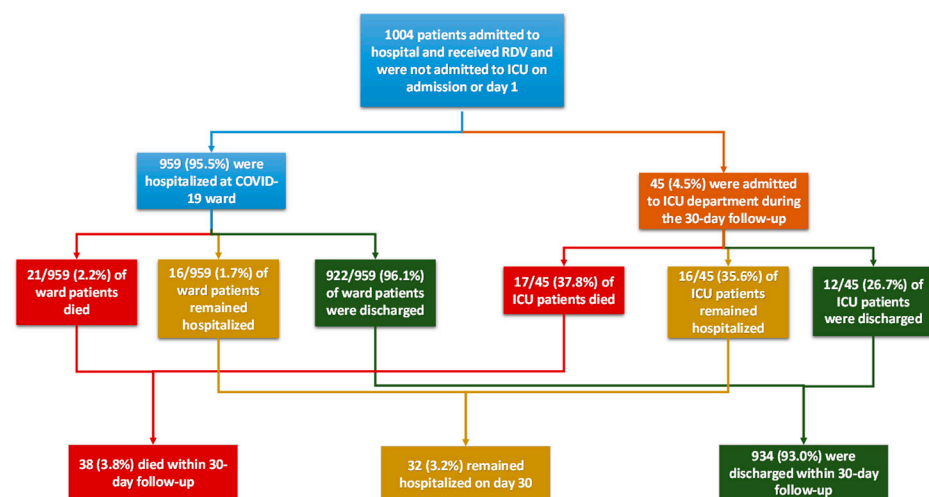 1004 patients admitted to
hospital and received RDV and
were not admitted to ICU on
admission or day 1
959 (95.5%) were
hospitalized at COVID-
19 ward
45 (4.5%) were admitted
to ICU department during
the 30-day follow-up
21/959 (2.2%) of
ward patients
died
16/959 (1.7%) of
ward patients
remained
hospitalized
922/959 (96.1%)
of ward patients
were discharged
17/45 (37.8%) of
ICU patients died
16/45 (35.6%) of
ICU patients
remained
hospitalized
12/45 (26.7%) of
ICU patients
were discharged
38 (3.8%) died within 30-
day follow-up
32 (3.2%) remained
hospitalized on day 30
934 (93.0%) were
discharged within 30-day
follow-up